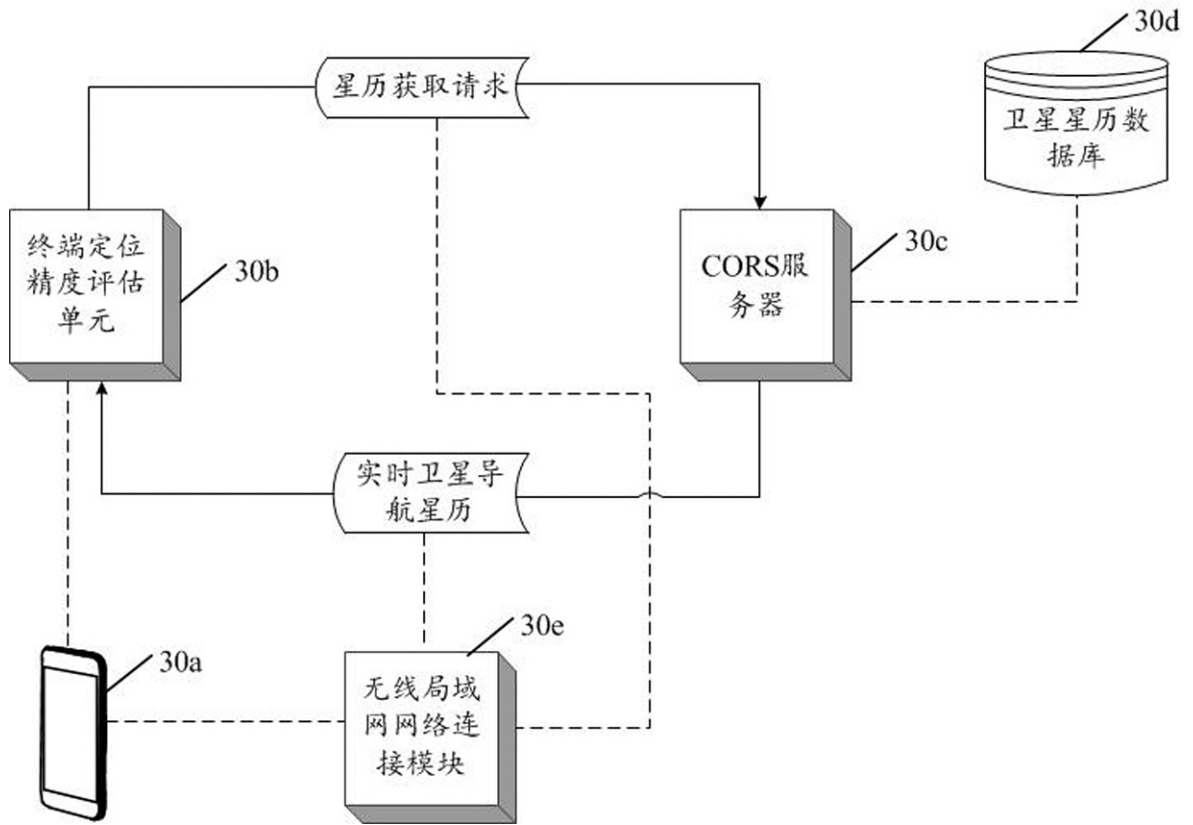 30d
星历获取请求
卫星星历数
据库
终端定位
精度评估
单元
30b
30c
CORS服
务器
实时卫星导
航星历
30e
30a
无线局域
网网络连
接模块